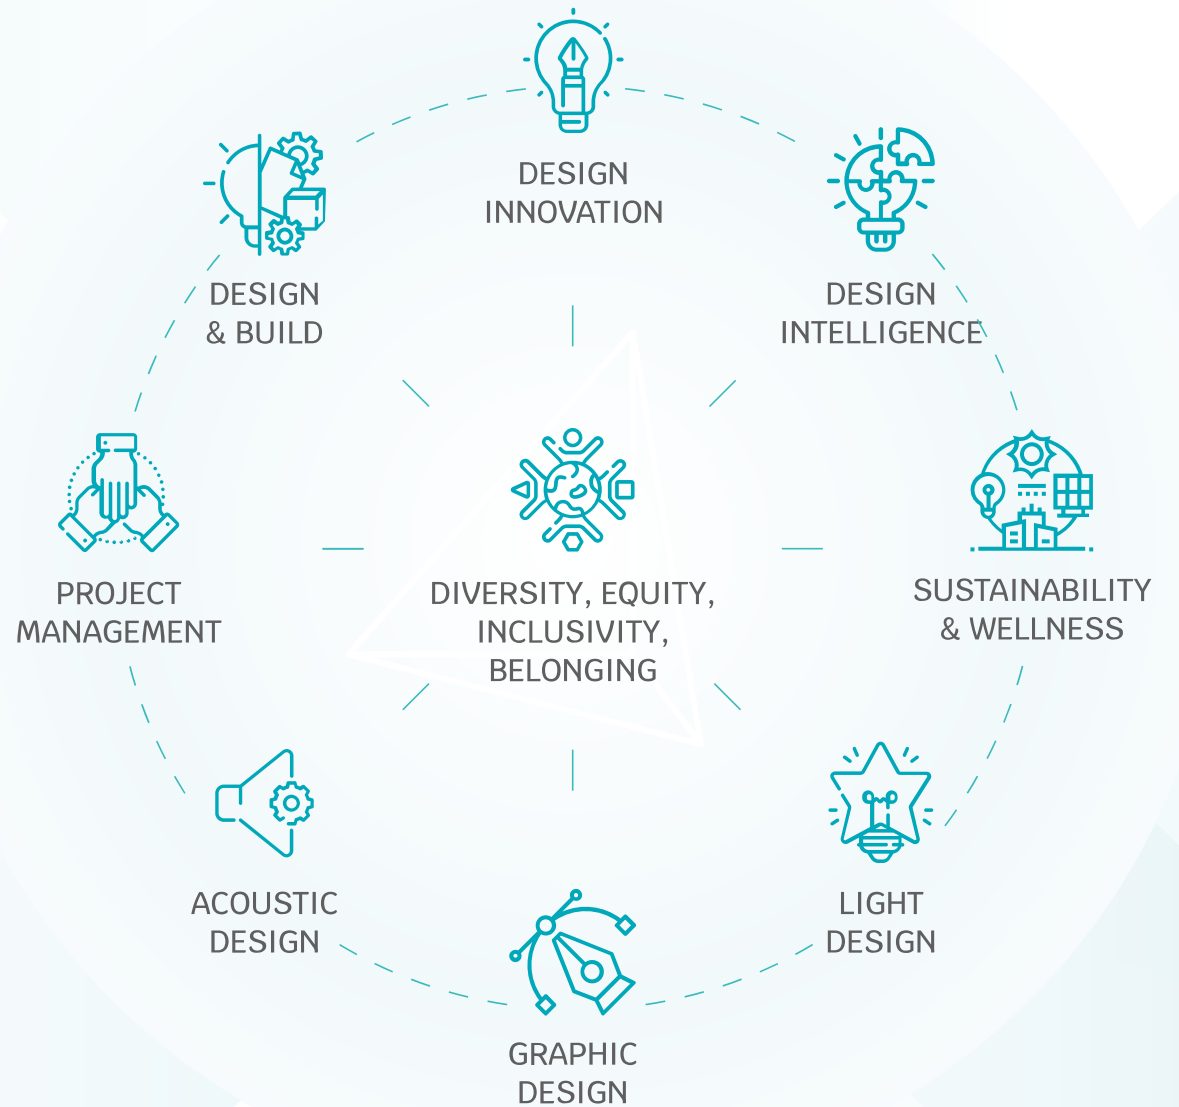 DESIGN
INNOVATION
DESIGN
& BUILD
DESIGN
INTELLIGENCE
PROJECT
MANAGEMENT
DIVERSITY, EQUITY,
INCLUSIVITY,
BELONGING
SUSTAINABILITY
& WELLNESS
ACOUSTIC
DESIGN
LIGHT
DESIGN
GRAPHIC
DESIGN